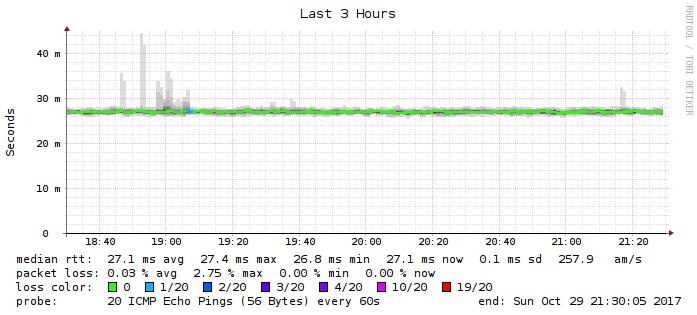 Last 3 Hours
RRDTOOL / TOBI OETIKER
Seconds
40 m
30 m
20 m
10 m
0
18:40 19:00 19:20 19:40 20:00 20:20 20:40 21:00 21:20
median rtt: 27.1 ms avg 27.4 ms max 26.8 ms min 27.1 ms now 0.1 ms sd 257.9 am/s
packet loss: 0.03 % avg 2.75 % max 0.00 % min 0.00 % now
loss color: 0 1/20 2/20 3/20 4/20 10/20 19/20
probe: 20 ICMP Echo Pings (56 Bytes) every 60s end: Sun Oct 29 21:30:05 2017